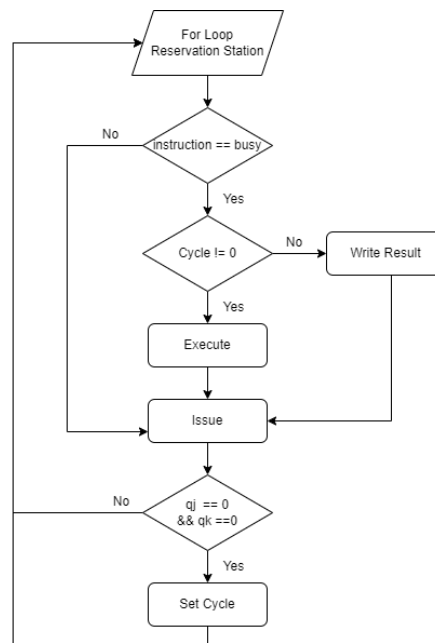 For Loop
Reservation Station
No
instruction == busy
Yes
Cycle != 0
No
Write Result
Yes
Execute
Issue
No
qj == 0
&& qk ==0
Yes
Set Cycle